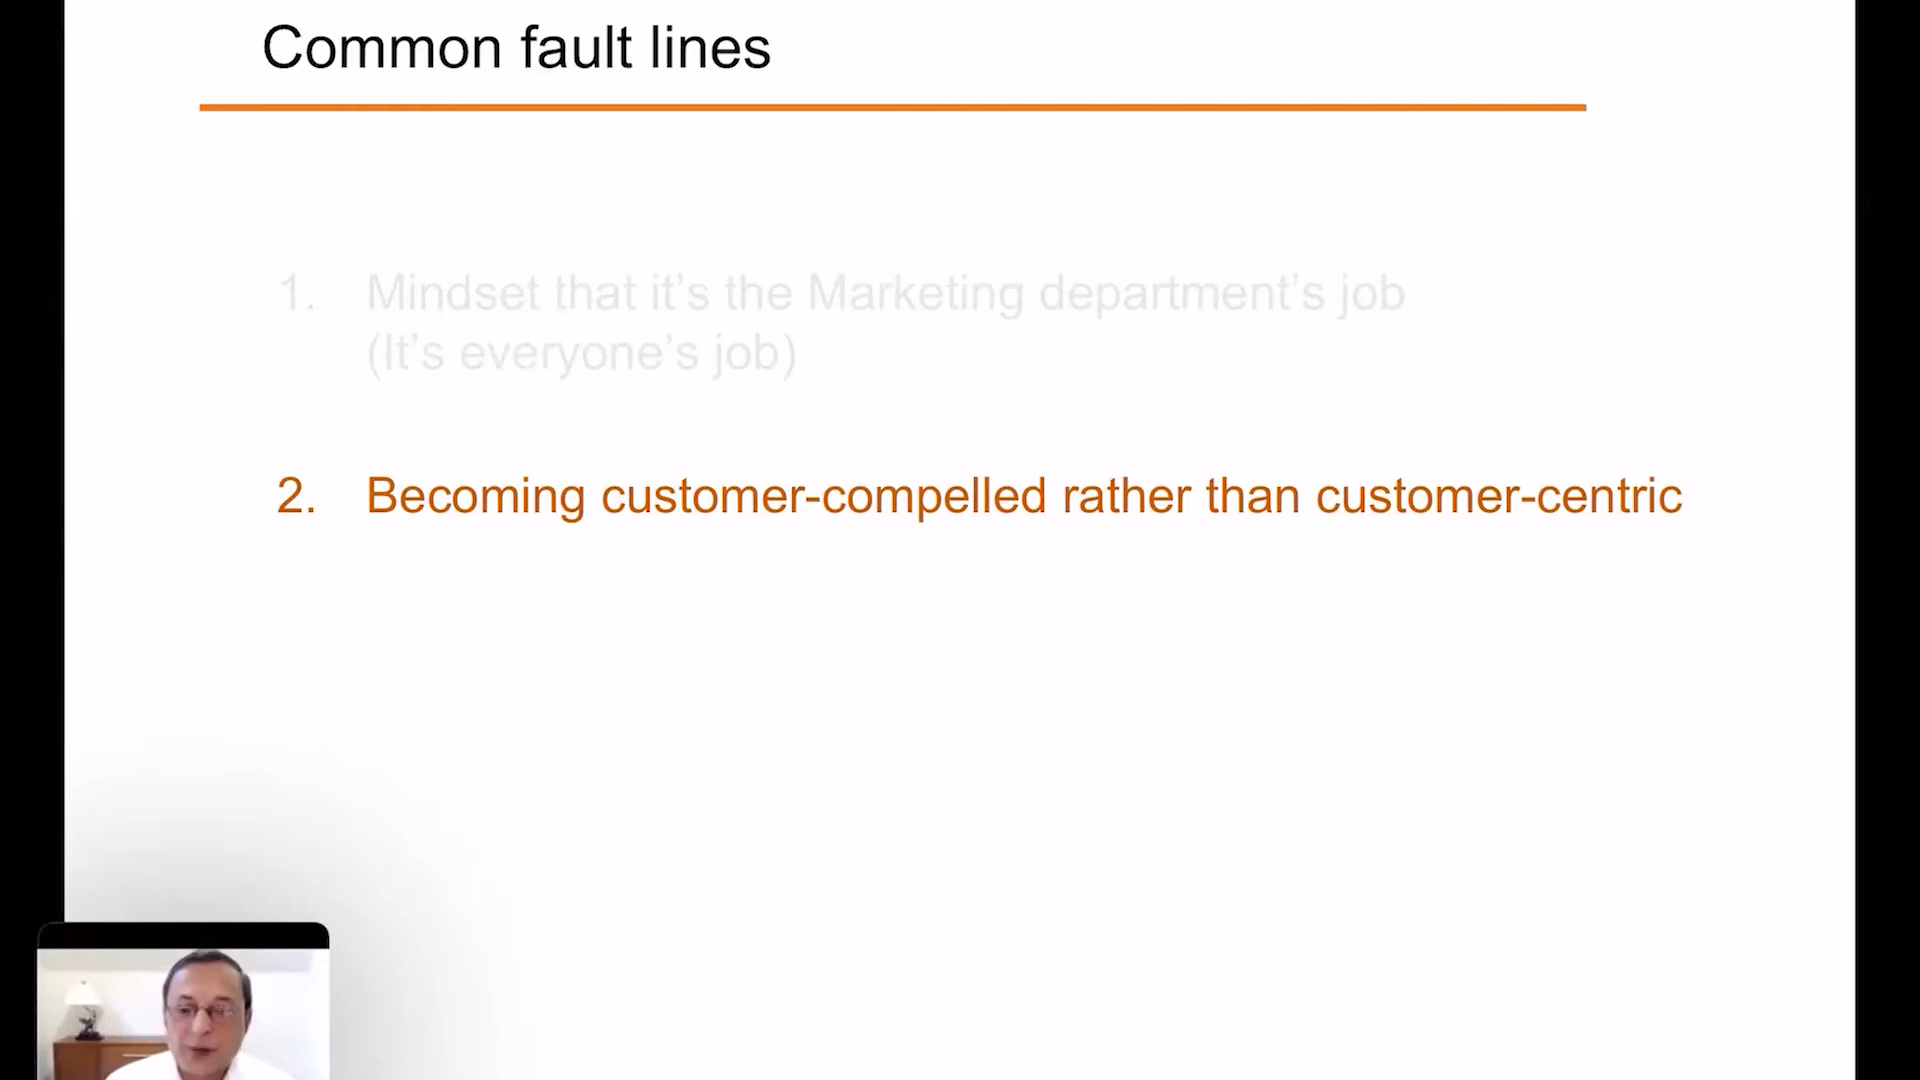 Common fault lines
1. Mindset that it’s the Marketing department’s job
(It’s everyone’s job)
2. Becoming customer-compelled rather than customer-centric